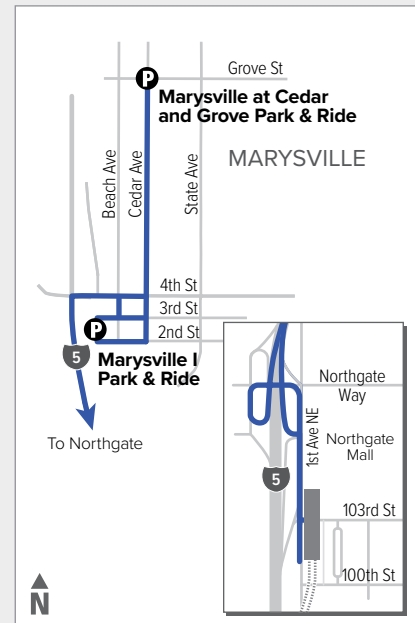 Grove St
P
Marysville at Cedar
and Grove Park & Ride
MARYSVILLE
Beach Ave
Cedar Ave
State Ave
4th St
3rd St
2nd St
P
Marysville I
Park & Ride
5
To Northgate
Northgate
Way
1st Ave NE
Northgate
Mall
5
103rd St
100th St
N